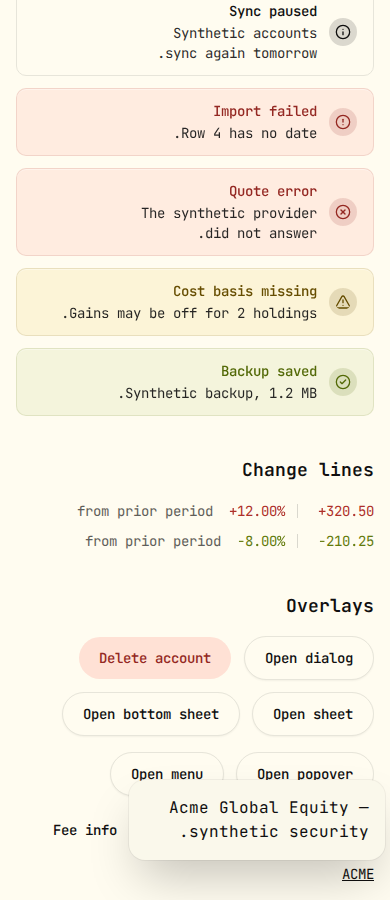 Sync paused
Synthetic accounts
sync again tomorrow.
Import failed
Row 4 has no date.
Quote error
The synthetic provider
did not answer.
Cost basis missing
Gains may be off for 2 holdings.
Backup saved
Synthetic backup, 1.2 MB.
Change lines
+320.50 +12.00% from prior period
-210.25 -8.00% from prior period
Overlays
Open dialog Delete account
Open sheet Open bottom sheet
Open popover Open menu
Acme Global Equity —
synthetic security.
Fee info
ACME